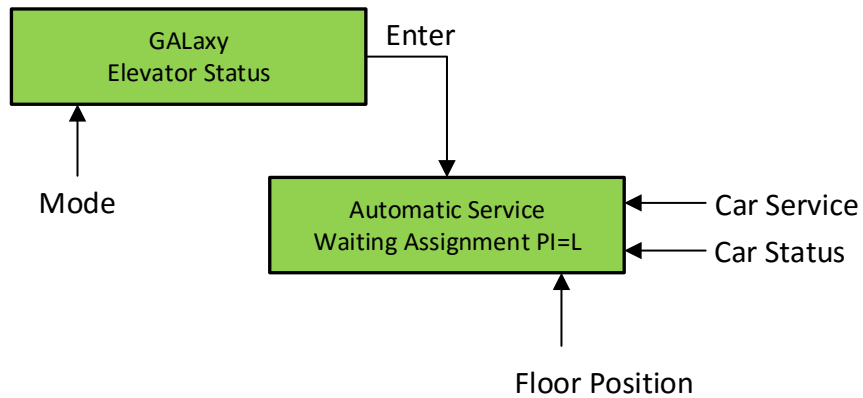 GALaxy
Elevator Status
Enter
Mode
Automatic Service
Waiting Assignment PI=L
Car Service
Car Status
Floor Position